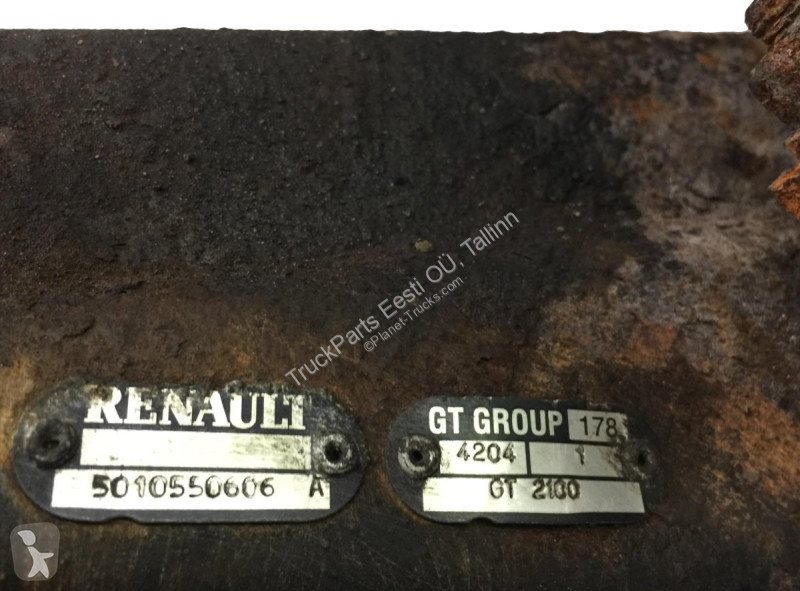 TruckParts Eesti OÜ, Tallinn
©Planet-Trucks.com
RENAULT
5010550606 A
GT GROUP 178
4204 1
GT 2100